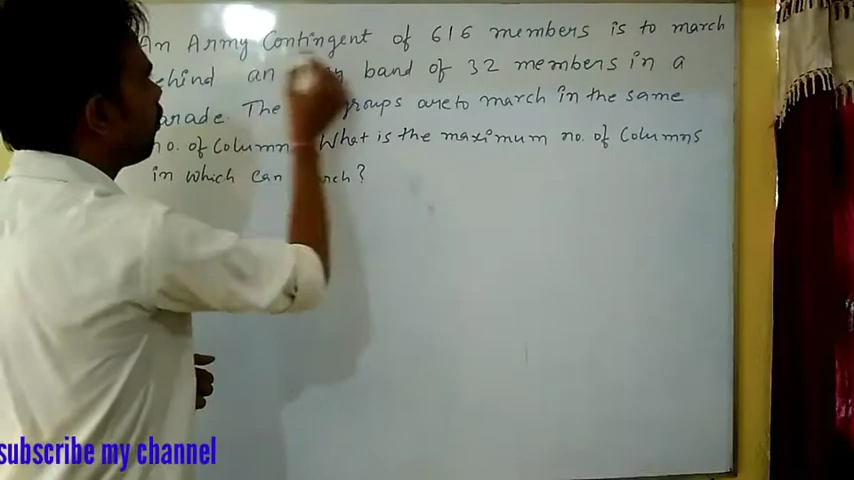 An Army Contingent of 616 members is to march
an band of 32 members in a
The groups are to march in the same
no. of Column What is the maximum no. of Columns
in which can ?
subscribe my channel